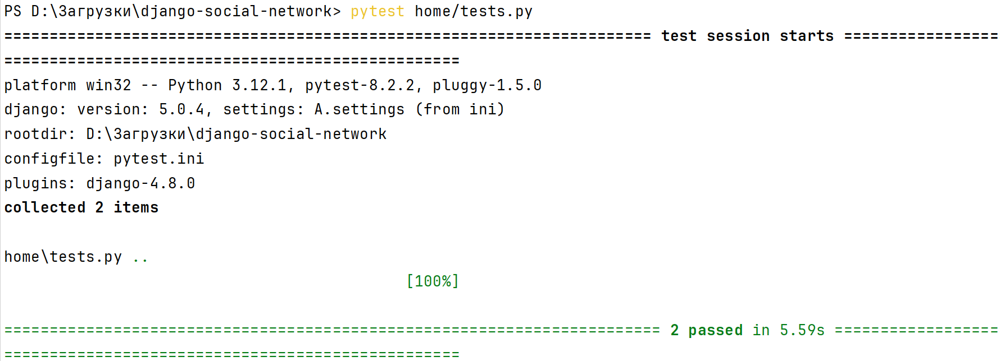 PS D:\Загрузки\django-social-network> pytest home/tests.py
======================================================================= test session starts =================
==================================================
platform win32 -- Python 3.12.1, pytest-8.2.2, pluggy-1.5.0
django: version: 5.0.4, settings: A.settings (from ini)
rootdir: D:\Загрузки\django-social-network
configfile: pytest.ini
plugins: django-4.8.0
collected 2 items
home\tests.py ..
[100%]
======================================================================== 2 passed in 5.59s ==================
==================================================